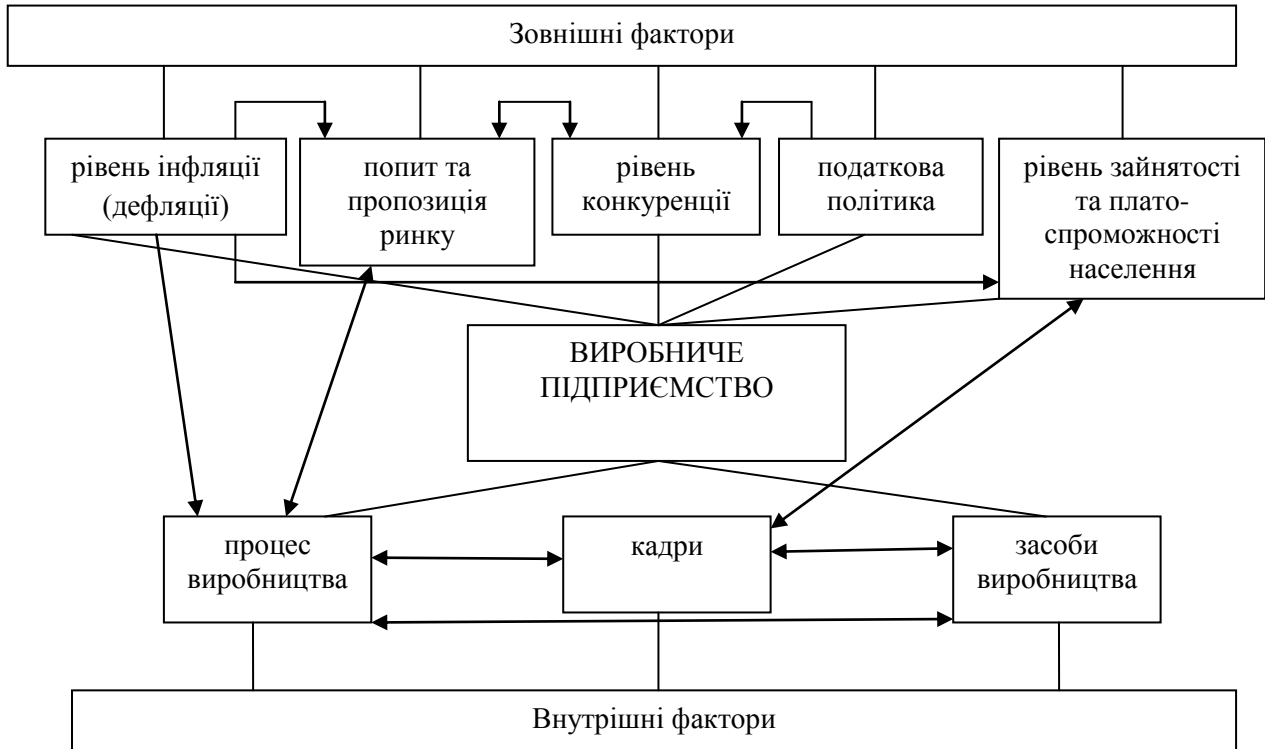 Зовнішні фактори
рівень інфляції
(дефляції)
попит та
пропозиція
ринку
рівень
конкуренції
податкова
політика
рівень зайнятості
та плато-
спроможності
населення
ВИРОБНИЧЕ
ПІДПРИЄМСТВО
процес
виробництва
кадри
засоби
виробництва
Внутрішні фактори